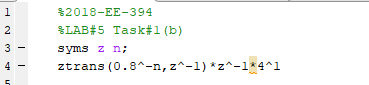 1 %2018-EE-394
2 %LAB#5 Task#1(b)
3 - syms z n;
4 - ztrans(0.8^-n,z^-1)*z^-1*4^1
5